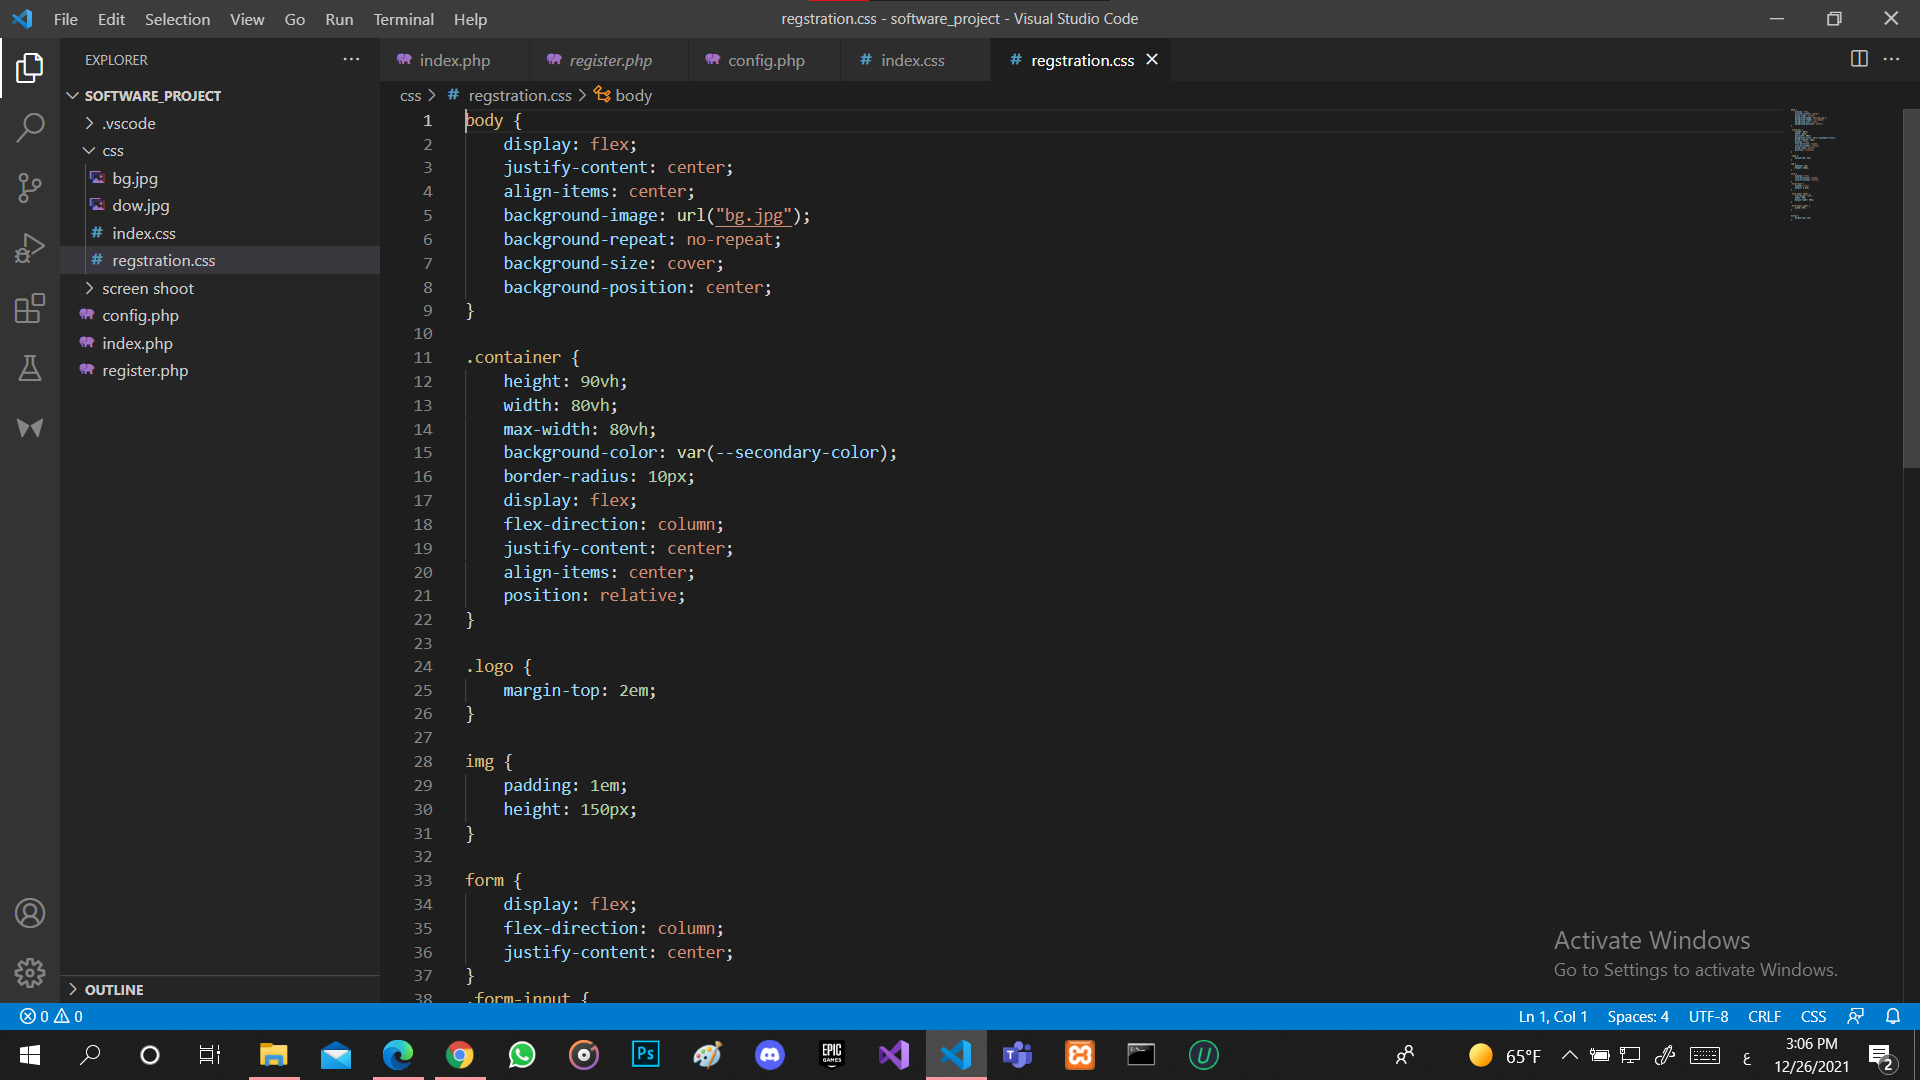 File Edit Selection View Go Run Terminal Help
regstration.css - software_project - Visual Studio Code
EXPLORER
index.php register.php config.php # index.css # regstration.css
SOFTWARE_PROJECT
.vscode
css
bg.jpg
dow.jpg
# index.css
# regstration.css
screen shoot
config.php
index.php
register.php
OUTLINE
css > # regstration.css > body
1 body {
2 display: flex;
3 justify-content: center;
4 align-items: center;
5 background-image: url("bg.jpg");
6 background-repeat: no-repeat;
7 background-size: cover;
8 background-position: center;
9 }
10
11 .container {
12 height: 90vh;
13 width: 80vh;
14 max-width: 80vh;
15 background-color: var(--secondary-color);
16 border-radius: 10px;
17 display: flex;
18 flex-direction: column;
19 justify-content: center;
20 align-items: center;
21 position: relative;
22 }
23
24 .logo {
25 margin-top: 2em;
26 }
27
28 img {
29 padding: 1em;
30 height: 150px;
31 }
32
33 form {
34 display: flex;
35 flex-direction: column;
36 justify-content: center;
37 }
38 .form-input {
Activate Windows
Go to Settings to activate Windows.
0 0 Ln 1, Col 1 Spaces: 4 UTF-8 CRLF CSS
Ps
EPIC GAMES
U
65°F
ع
3:06 PM
12/26/2021
2